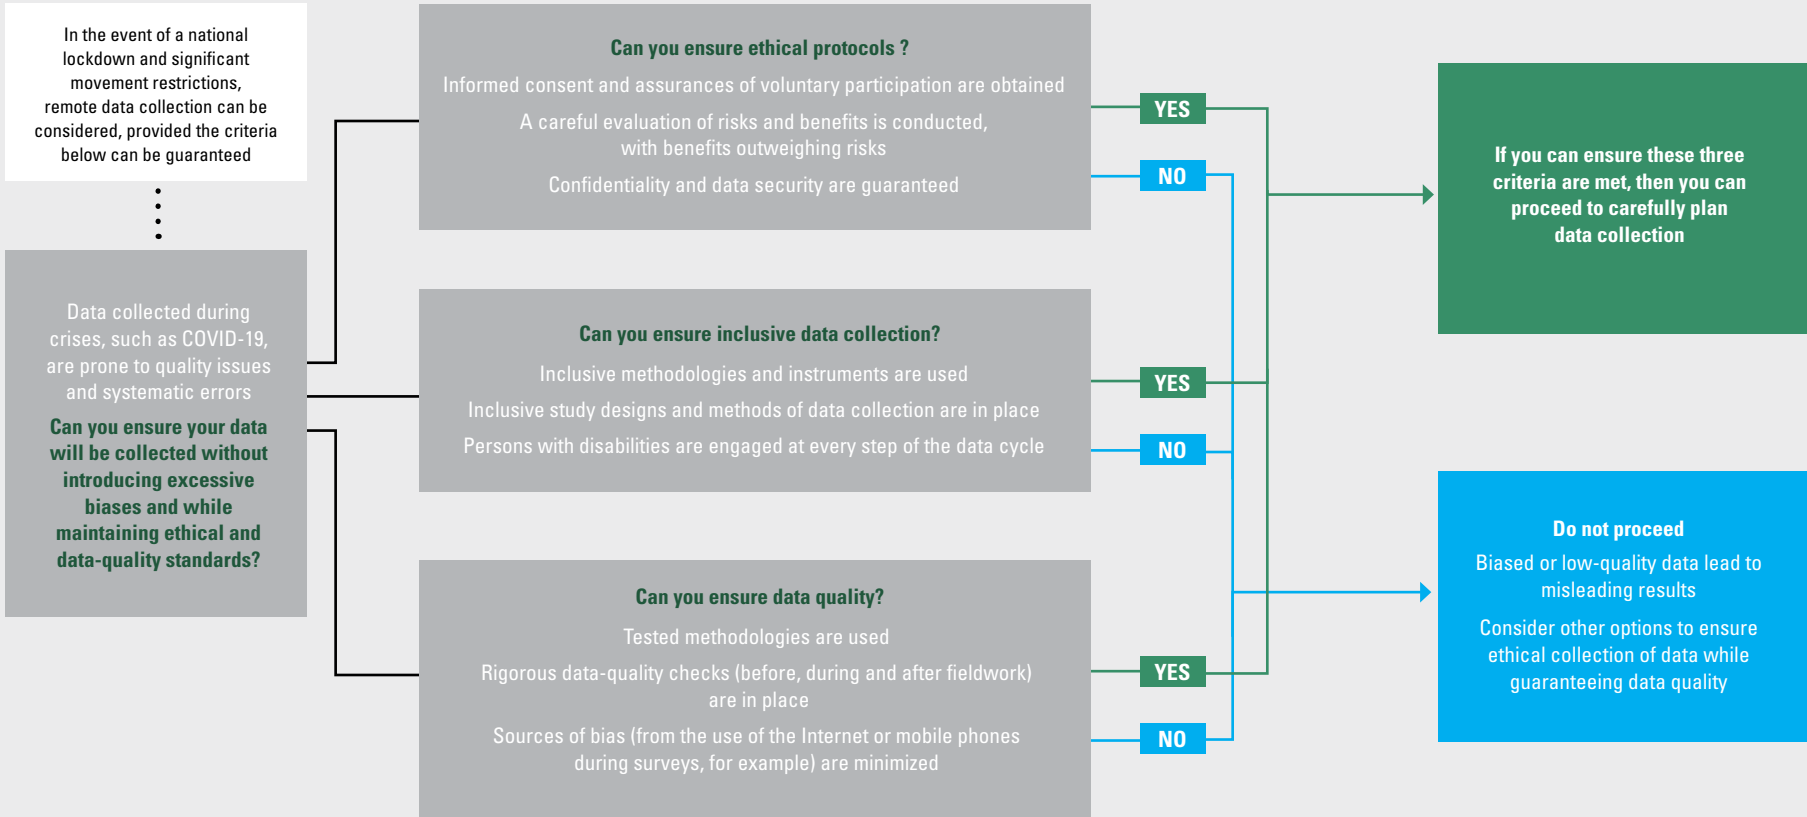 In the event of a national
lockdown and significant
movement restrictions,
remote data collection can be
considered, provided the criteria
below can be guaranteed
Data collected during
crises, such as COVID-19,
are prone to quality issues
and systematic errors
Can you ensure your data
will be collected without
introducing excessive
biases and while
maintaining ethical and
data-quality standards?
Can you ensure ethical protocols ?
Informed consent and assurances of voluntary participation are obtained
A careful evaluation of risks and benefits is conducted,
with benefits outweighing risks
Confidentiality and data security are guaranteed
YES
NO
Can you ensure inclusive data collection?
Inclusive methodologies and instruments are used
Inclusive study designs and methods of data collection are in place
Persons with disabilities are engaged at every step of the data cycle
YES
NO
Can you ensure data quality?
Tested methodologies are used
Rigorous data-quality checks (before, during and after fieldwork)
are in place
Sources of bias (from the use of the Internet or mobile phones
during surveys, for example) are minimized
YES
NO
If you can ensure these three
criteria are met, then you can
proceed to carefully plan
data collection
Do not proceed
Biased or low-quality data lead to
misleading results
Consider other options to ensure
ethical collection of data while
guaranteeing data quality